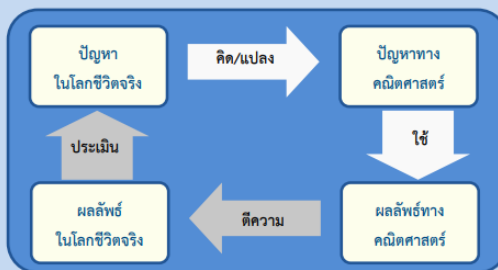 ปัญหา
ในโลกชีวิตจริง
คิด/แปลง
ปัญหาทาง
คณิตศาสตร์
ประเมิน
ใช้
ผลลัพธ์
ในโลกชีวิตจริง
ตีความ
ผลลัพธ์ทาง
คณิตศาสตร์